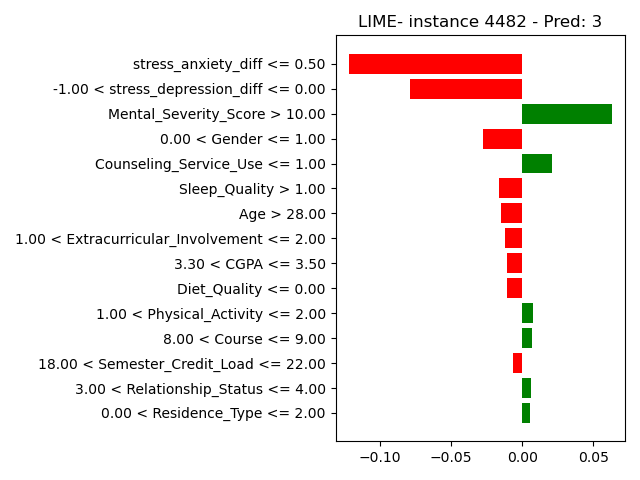 LIME- instance 4482 - Pred: 3
stress_anxiety_diff <= 0.50
-1.00 < stress_depression_diff <= 0.00
Mental_Severity_Score > 10.00
0.00 < Gender <= 1.00
Counseling_Service_Use <= 1.00
Sleep_Quality > 1.00
Age > 28.00
1.00 < Extracurricular_Involvement <= 2.00
3.30 < CGPA <= 3.50
Diet_Quality <= 0.00
1.00 < Physical_Activity <= 2.00
8.00 < Course <= 9.00
18.00 < Semester_Credit_Load <= 22.00
3.00 < Relationship_Status <= 4.00
0.00 < Residence_Type <= 2.00
−0.10 −0.05 0.00 0.05